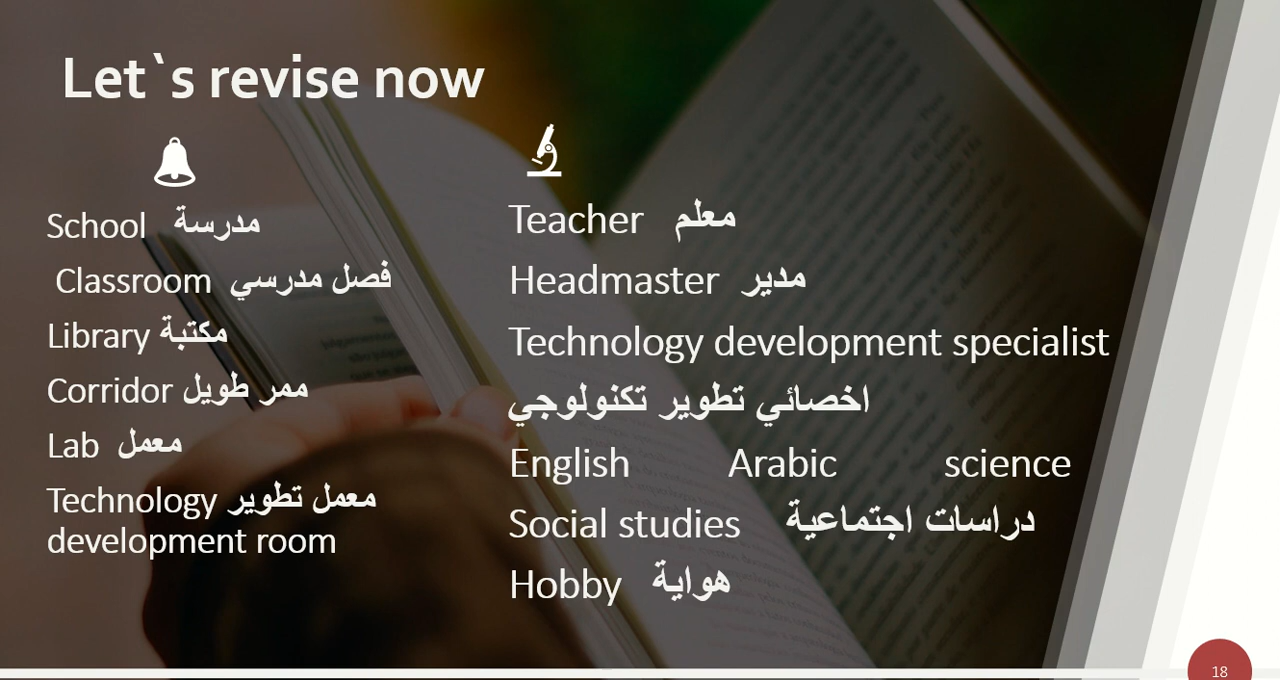 Let`s revise now
School مدرسة
Classroom فصل مدرسي
Library مكتبة
Corridor ممر طويل
Lab معمل
Technology معمل تطوير
development room
Teacher معلم
Headmaster مدير
Technology development specialist
اخصائي تطوير تكنولوجي
English Arabic science
Social studies دراسات اجتماعية
Hobby هواية
18